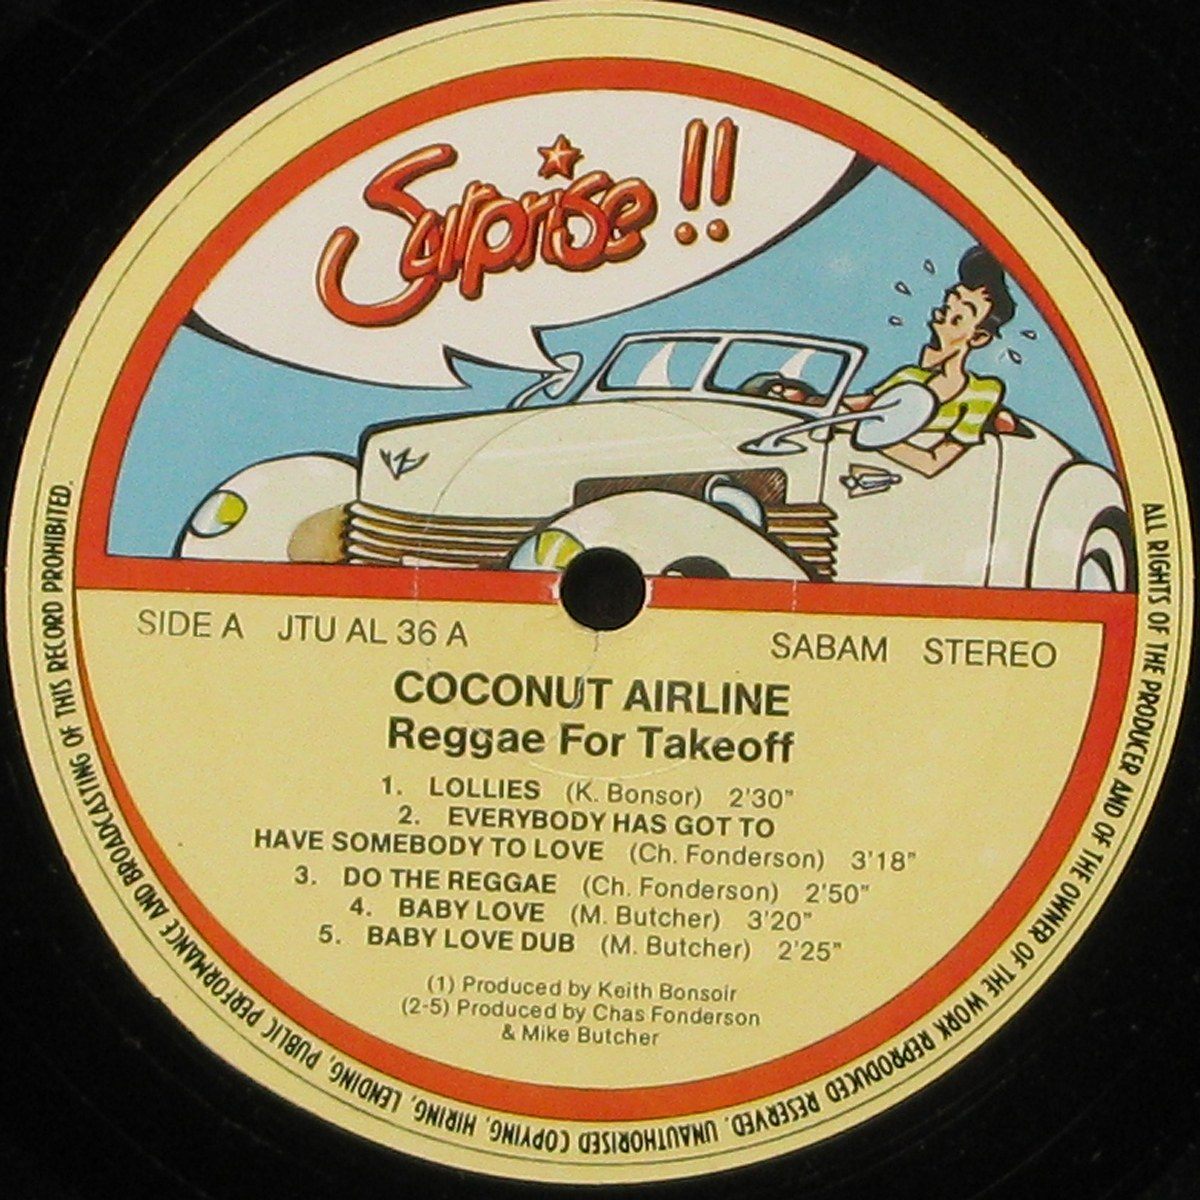 Surprise !!
SIDE A JTU AL 36 A
SABAM STEREO
COCONUT AIRLINE
Reggae For Takeoff
1. LOLLIES (K. Bonsor) 2'30"
2. EVERYBODY HAS GOT TO
HAVE SOMEBODY TO LOVE (Ch. Fonderson) 3'18"
3. DO THE REGGAE (Ch. Fonderson) 2'50"
4. BABY LOVE (M. Butcher) 3'20"
5. BABY LOVE DUB (M. Butcher) 2'25"
(1) Produced by Keith Bonsoir
(2-5) Produced by Chas Fonderson
& Mike Butcher
ALL RIGHTS OF THE PRODUCER AND OF THE OWNER OF THE WORK REPRODUCED RESERVED. UNAUTHORISED COPYING, HIRING, LENDING, PUBLIC PERFORMANCE AND BROADCASTING OF THIS RECORD PROHIBITED.